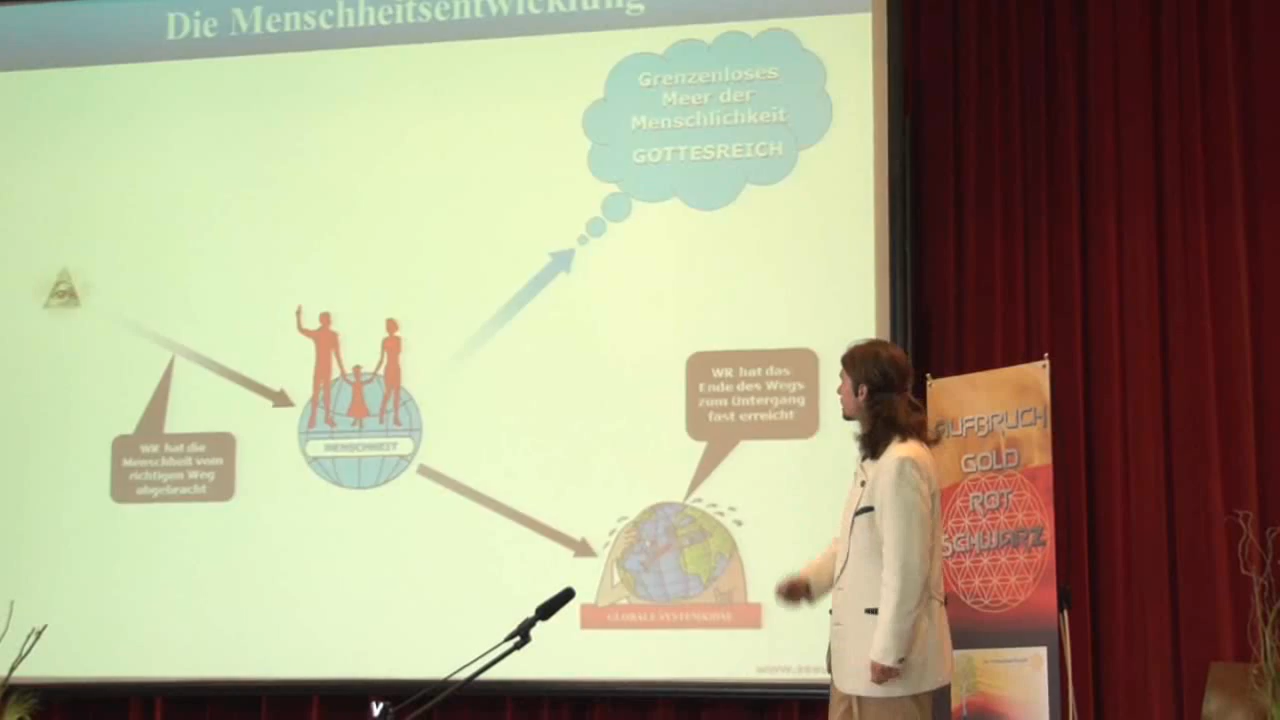 Die Menschheitsentwicklung
Grenzenloses
Meer der
Menschlichkeit
GOTTESREICH
WR hat das
Ende des Wegs
zum Untergang
fast erreicht
MENSCHHEIT
WR hat die
Menschheit vom
richtigen Weg
abgebracht
GLOBALE SYSTEMKRISE
www.
AUFBRUCH
GOLD
ROT
SCHWARZ
V